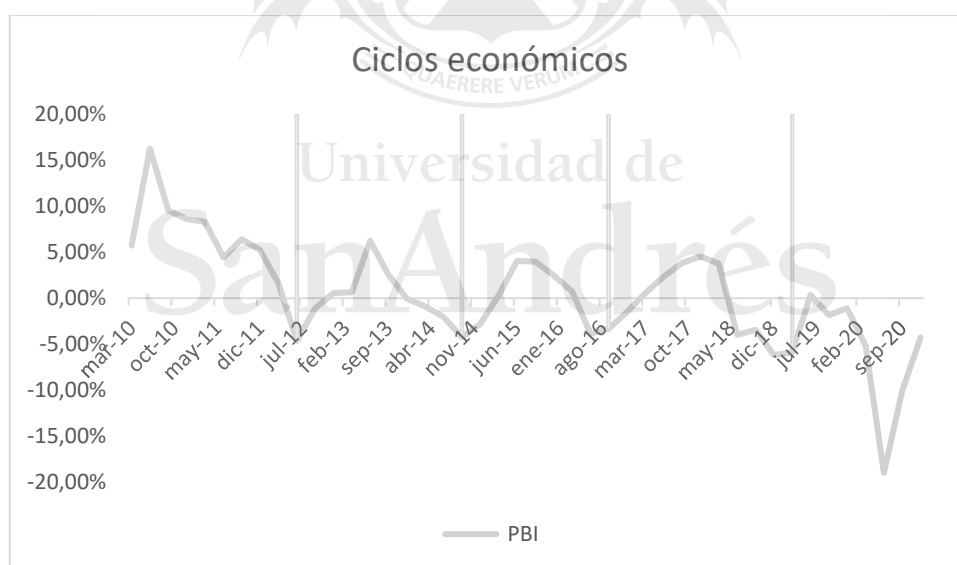 Ciclos económicos
QUAERERE VERUM
Universidad de
SanAndrés
20,00%
15,00%
10,00%
5,00%
0,00%
-5,00%
-10,00%
-15,00%
-20,00%
mar-10
oct-10
may-11
dic-11
jul-12
feb-13
sep-13
abr-14
nov-14
jun-15
ene-16
ago-16
mar-17
oct-17
may-18
dic-18
jul-19
feb-20
sep-20
PBI